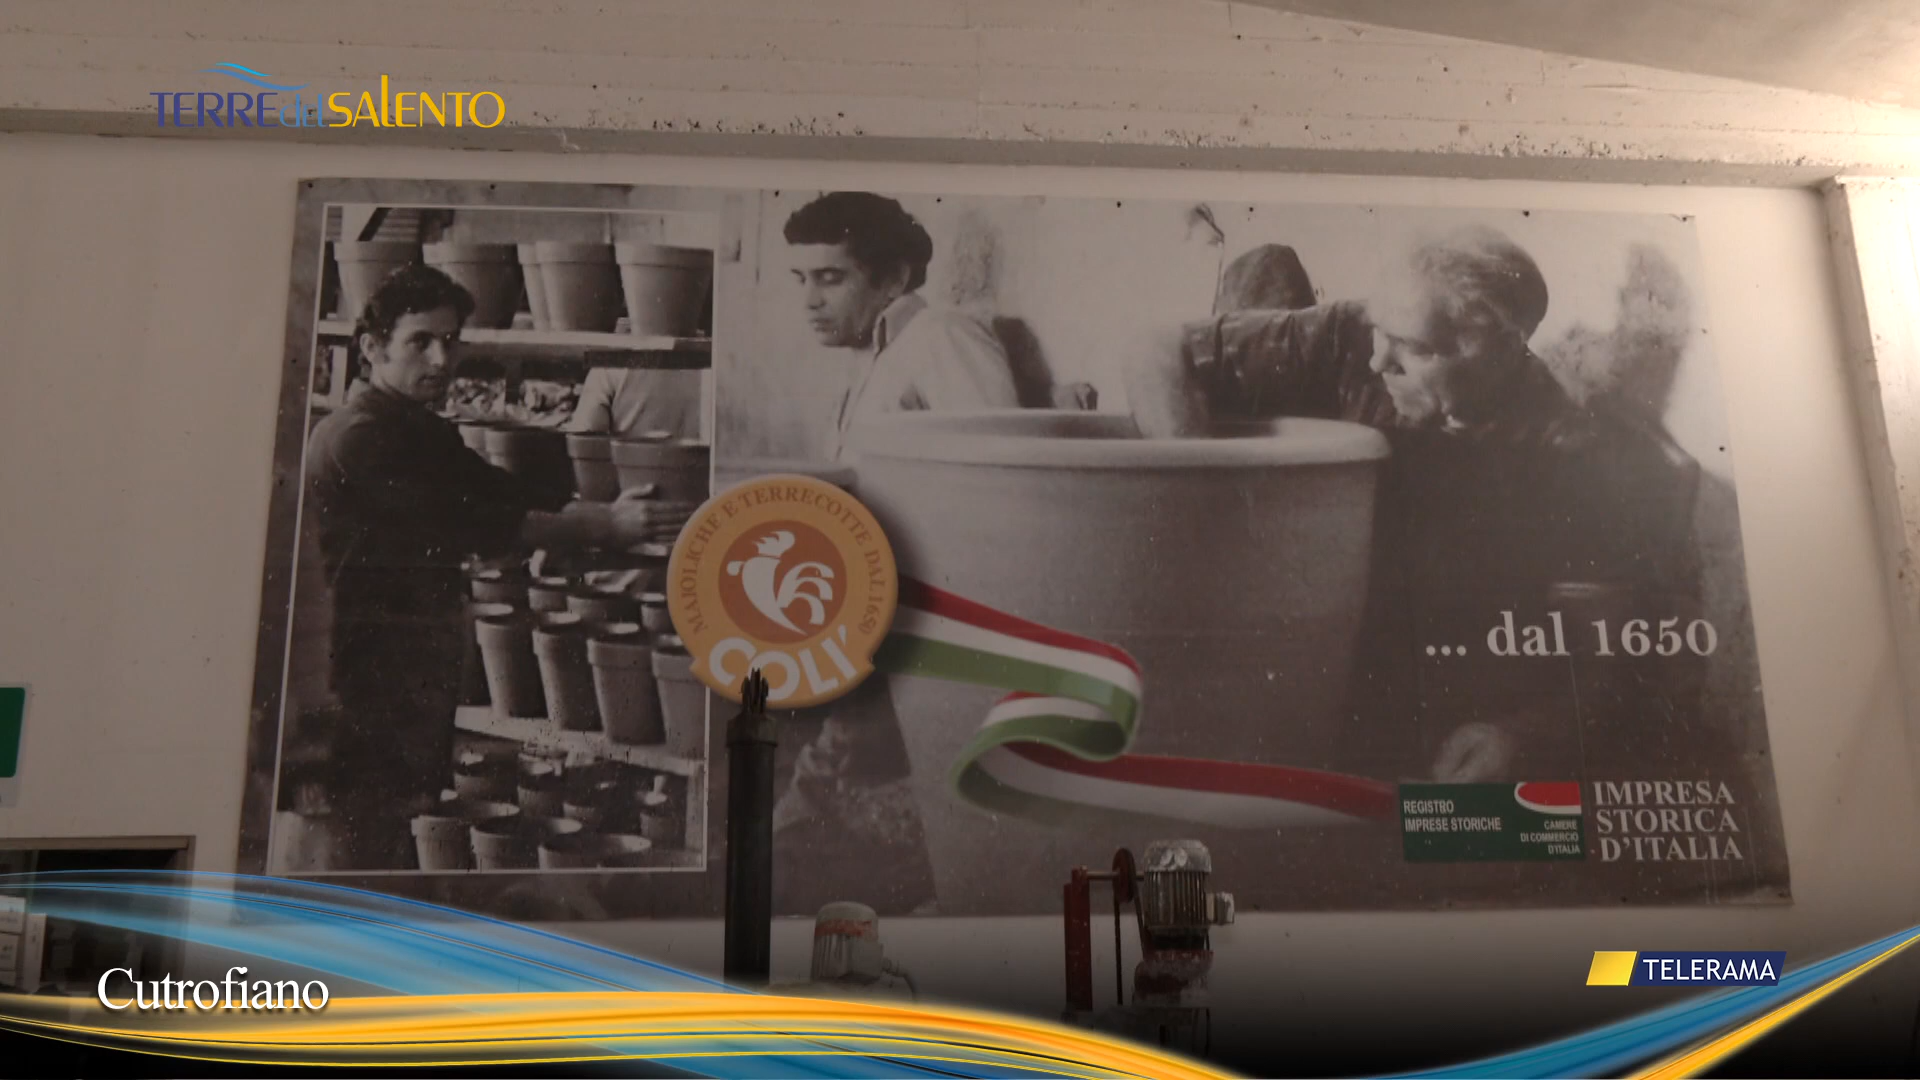 TERRE del SALENTO
MAIOLICHE E TERRECOTTE DAL 1650
COLI'
... dal 1650
REGISTRO
IMPRESE STORICHE
CAMERE
DI COMMERCIO
D'ITALIA
IMPRESA
STORICA
D'ITALIA
TELERAMA
Cutrofiano